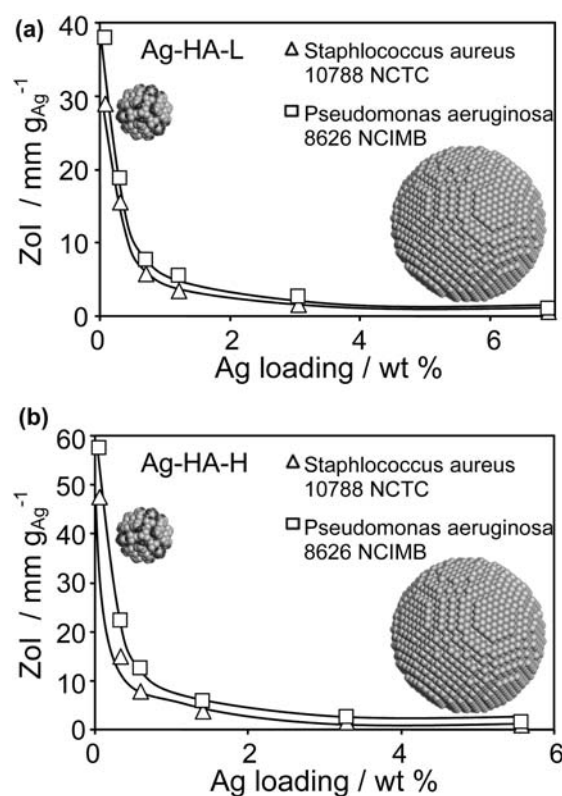 (a)
Ag-HA-L
Staphlococcus aureus
10788 NCTC
Pseudomonas aeruginosa
8626 NCIMB
ZoI / mm gAg⁻¹
40
30
20
10
0
0 2 4 6
Ag loading / wt %
(b)
Ag-HA-H
Staphlococcus aureus
10788 NCTC
Pseudomonas aeruginosa
8626 NCIMB
ZoI / mm gAg⁻¹
60
50
40
30
20
10
0
0 2 4 6
Ag loading / wt %